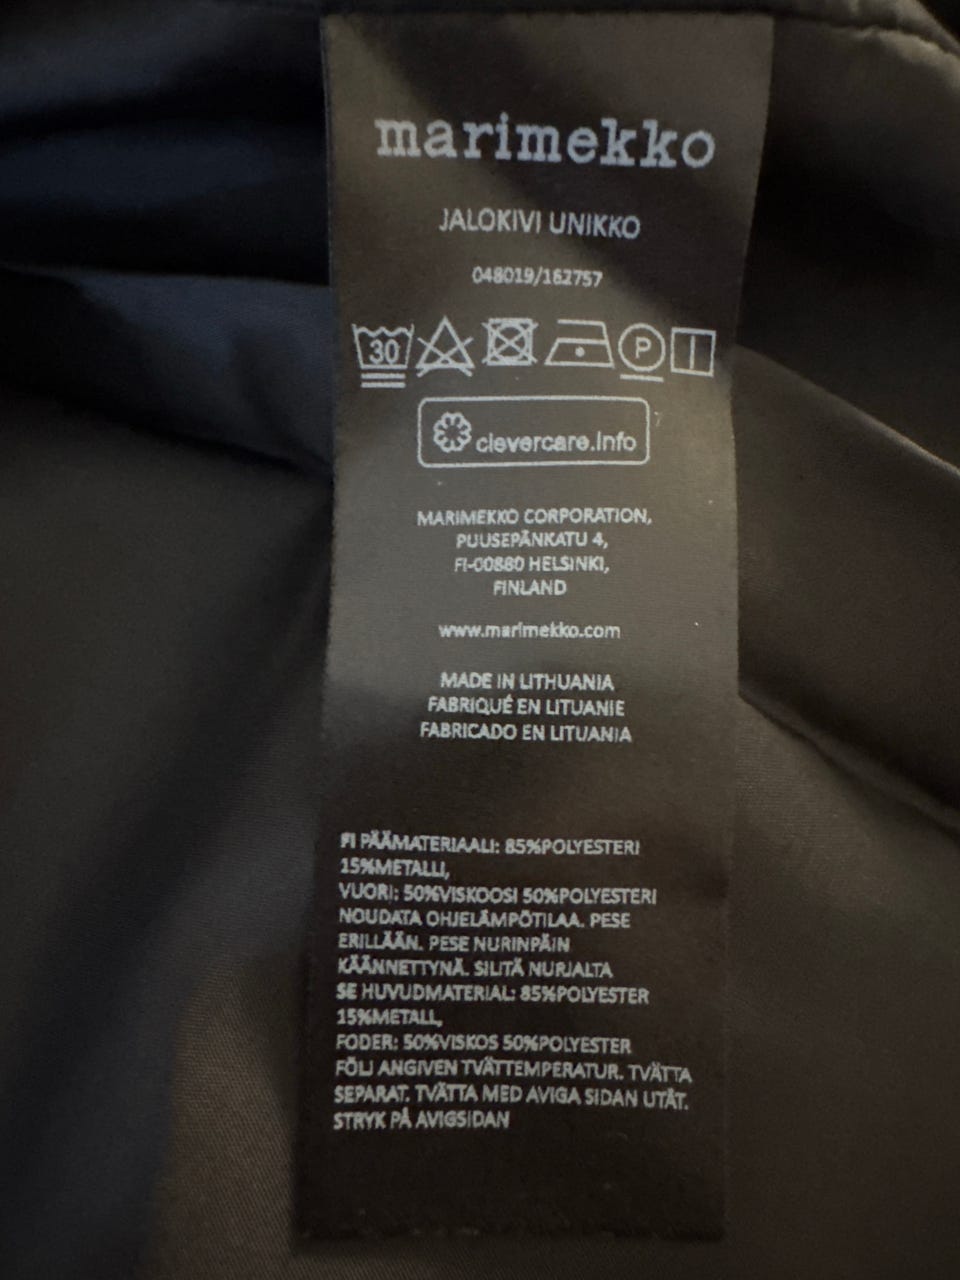 marimekko
JALOKIVI UNIKKO
048019/162757
30 P
clevercare.info
MARIMEKKO CORPORATION,
PUUSEPÄNKATU 4,
FI-00880 HELSINKI,
FINLAND
www.marimekko.com
MADE IN LITHUANIA
FABRIQUÉ EN LITUANIE
FABRICADO EN LITUANIA
FI PÄÄMATERIAALI: 85%POLYESTERI
15%METALLI,
VUORI: 50%VISKOOSI 50%POLYESTERI
NOUDATA OHJELÄMPÖTILAA. PESE
ERILLÄÄN. PESE NURINPÄIN
KÄÄNNETTYNÄ. SILITÄ NURJALTA
SE HUVUDMATERIAL: 85%POLYESTER
15%METALL,
FODER: 50%VISKOS 50%POLYESTER
FÖLJ ANGIVEN TVÄTTEMPERATUR. TVÄTTA
SEPARAT. TVÄTTA MED AVIGA SIDAN UTÅT.
STRYK PÅ AVIGSIDAN